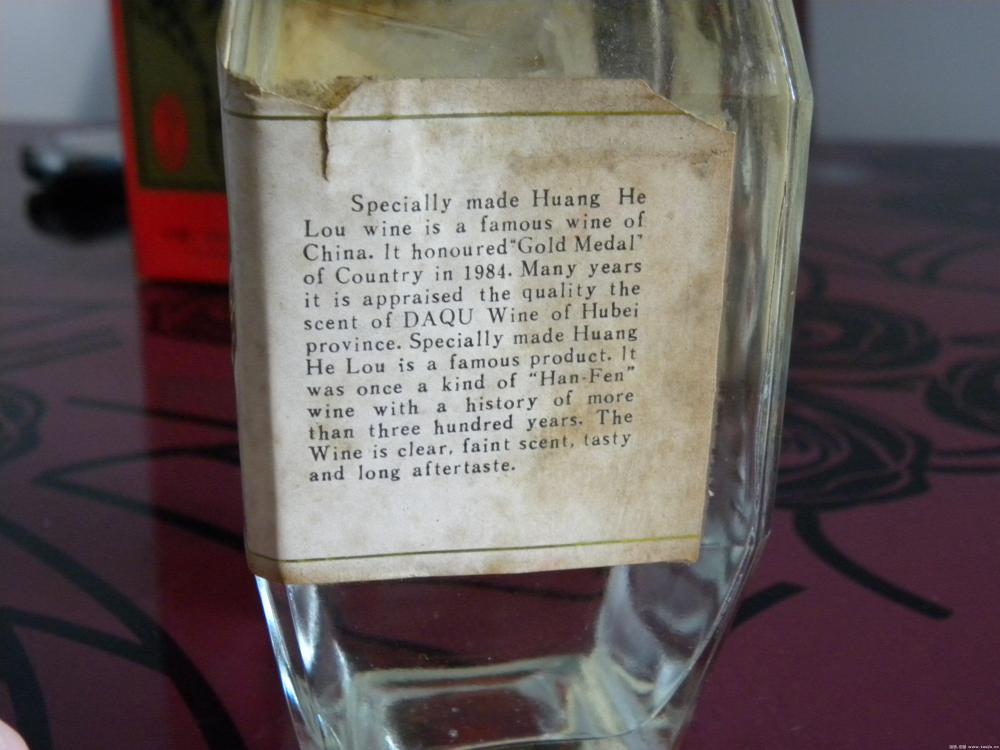 Specially made Huang He
Lou wine is a famous wine of
China. It honoured "Gold Medal"
of Country in 1984. Many years
it is appraised the quality the
scent of DAQU Wine of Hubei
province. Specially made Huang
He Lou is a famous product. It
was once a kind of "Han-Fen"
wine with a history of more
than three hundred years. The
Wine is clear, faint scent, tasty
and long aftertaste.